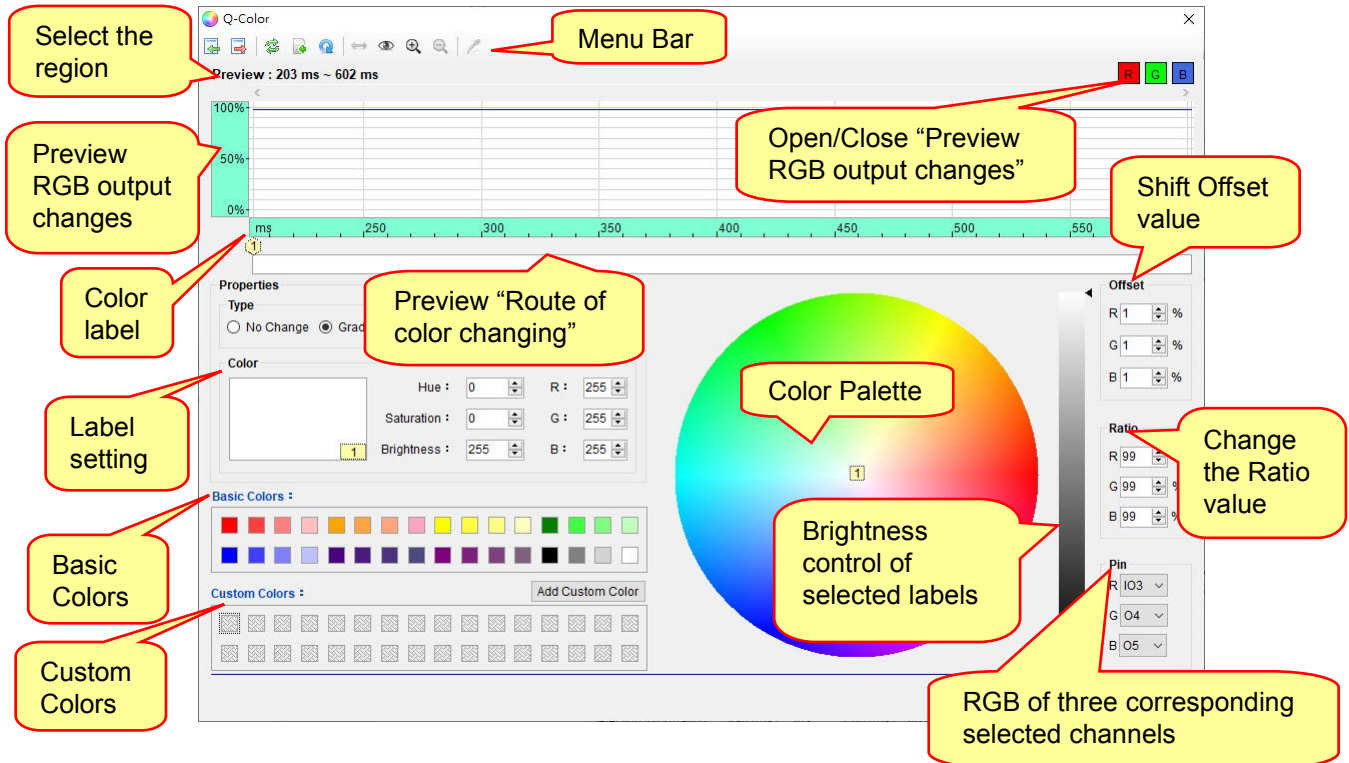 Q-Color
Select the
region
Menu Bar
Preview : 203 ms ~ 602 ms
R G B
100%
50%
0%
Preview
RGB output
changes
Open/Close “Preview
RGB output changes”
Shift Offset
value
ms 250 300 350 400 450 500 550
1
Color
label
Preview “Route of
color changing”
Properties
Type
No Change Grad
Color
Hue : 0 R : 255
Saturation : 0 G : 255
Brightness : 255 B : 255
1
Label
setting
Color Palette
1
Offset
R 1 %
G 1 %
B 1 %
Ratio
R 99
G 99 %
B 99 %
Change
the Ratio
value
Basic Colors :
Basic
Colors
Brightness
control of
selected labels
Custom Colors :
Add Custom Color
Custom
Colors
Pin
R IO3
G O4
B O5
RGB of three corresponding
selected channels